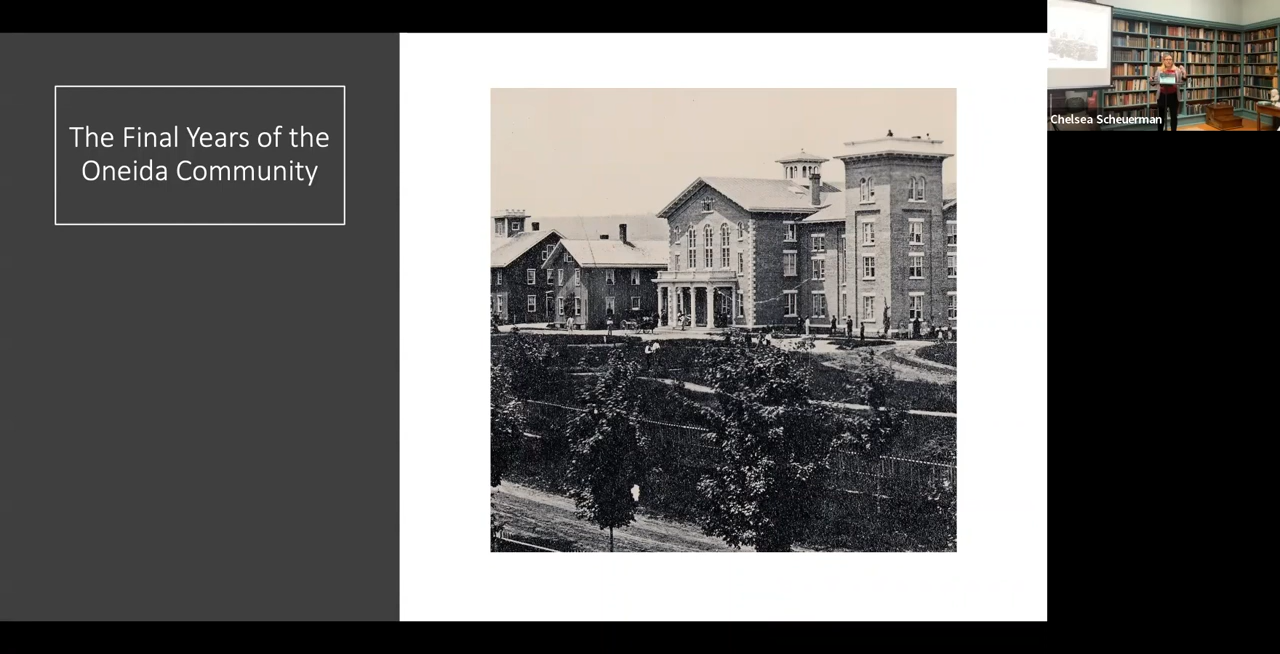 The Final Years of the
Oneida Community
Chelsea Scheuerman